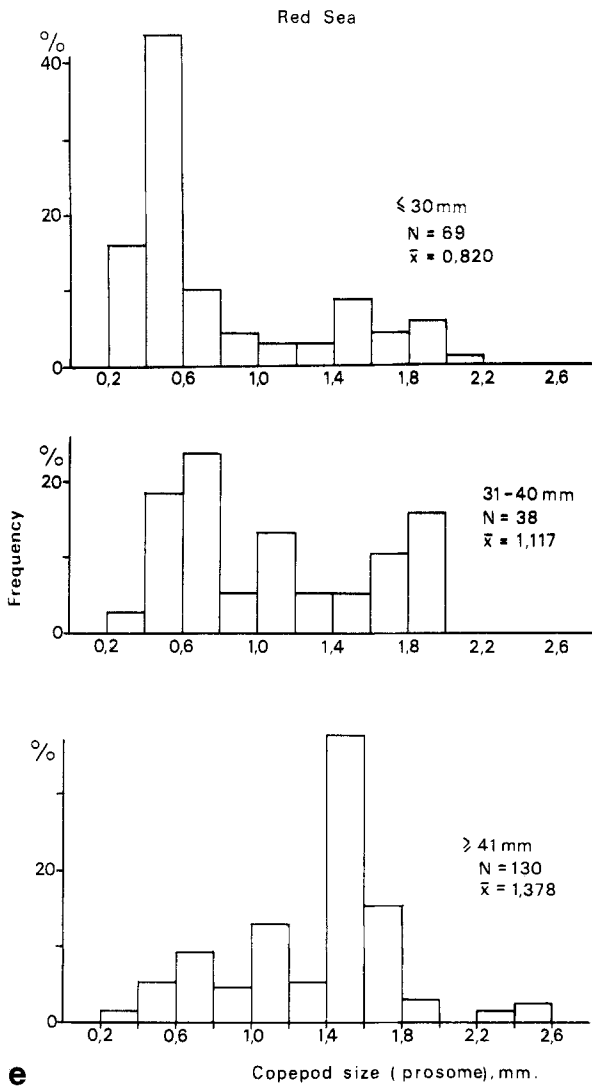 Red Sea
%
40
20
0
⩽ 30 mm
N = 69
x̄ = 0,820
0,2 0,6 1,0 1,4 1,8 2,2 2,6
%
20
0
31-40 mm
N = 38
x̄ = 1,117
0,2 0,6 1,0 1,4 1,8 2,2 2,6
Frequency
%
20
0
⩾ 41 mm
N = 130
x̄ = 1,378
0,2 0,6 1,0 1,4 1,8 2,2 2,6
e
Copepod size ( prosome), mm.